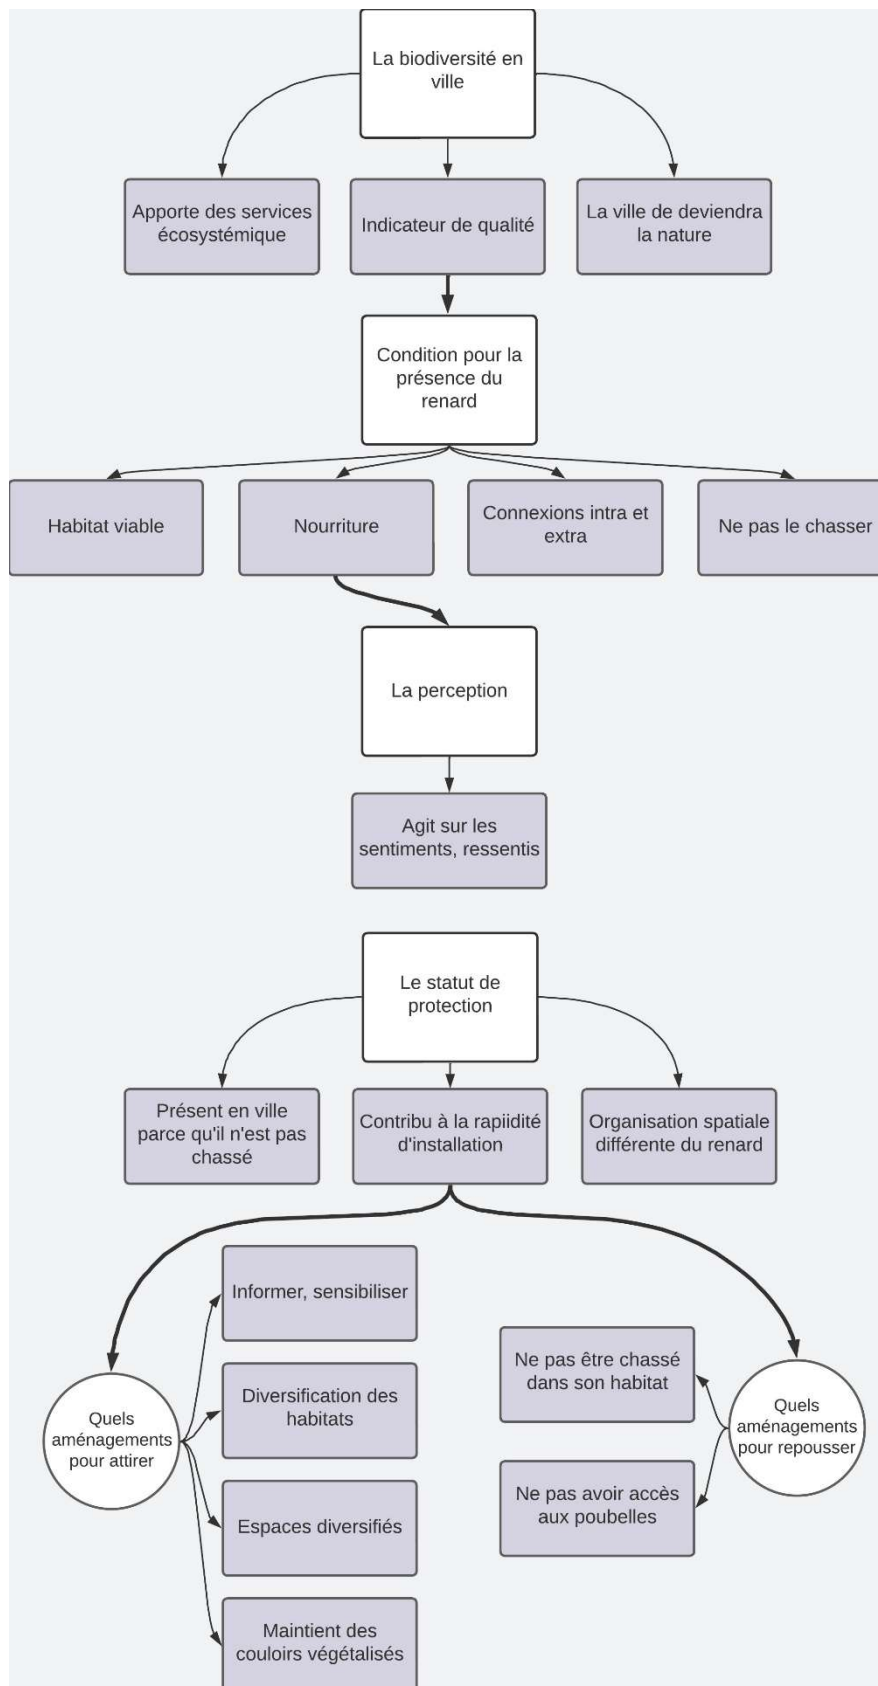 La biodiversité en
ville
Apporte des services
écosystémique
Indicateur de qualité
La ville de deviendra
la nature
Condition pour la
présence du
renard
Habitat viable
Nourriture
Connexions intra et
extra
Ne pas le chasser
La perception
Agit sur les
sentiments, ressentis
Le statut de
protection
Présent en ville
parce qu'il n'est pas
chassé
Contribu à la rapiidité
d'installation
Organisation spatiale
différente du renard
Quels
aménagements
pour attirer
Informer, sensibiliser
Diversification des
habitats
Espaces diversifiés
Maintient des
couloirs végétalisés
Quels
aménagements
pour repousser
Ne pas être chassé
dans son habitat
Ne pas avoir accès
aux poubelles